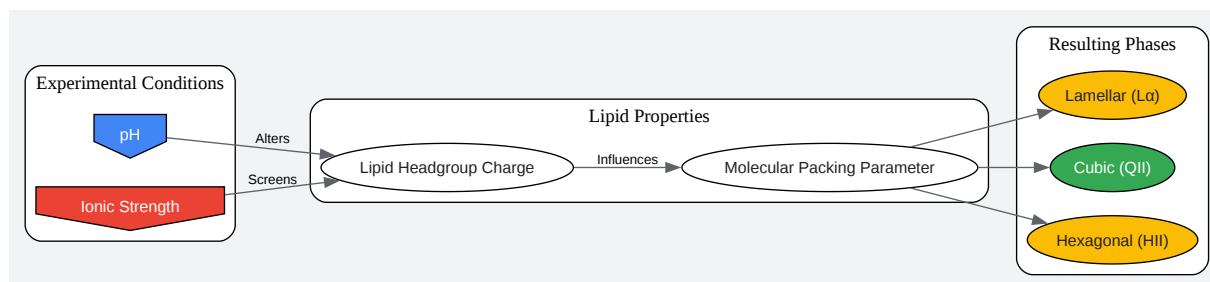 Experimental Conditions
pH
Ionic Strength
Alters
Screens
Lipid Properties
Lipid Headgroup Charge
Influences
Molecular Packing Parameter
Resulting Phases
Lamellar (Lα)
Cubic (QII)
Hexagonal (HII)